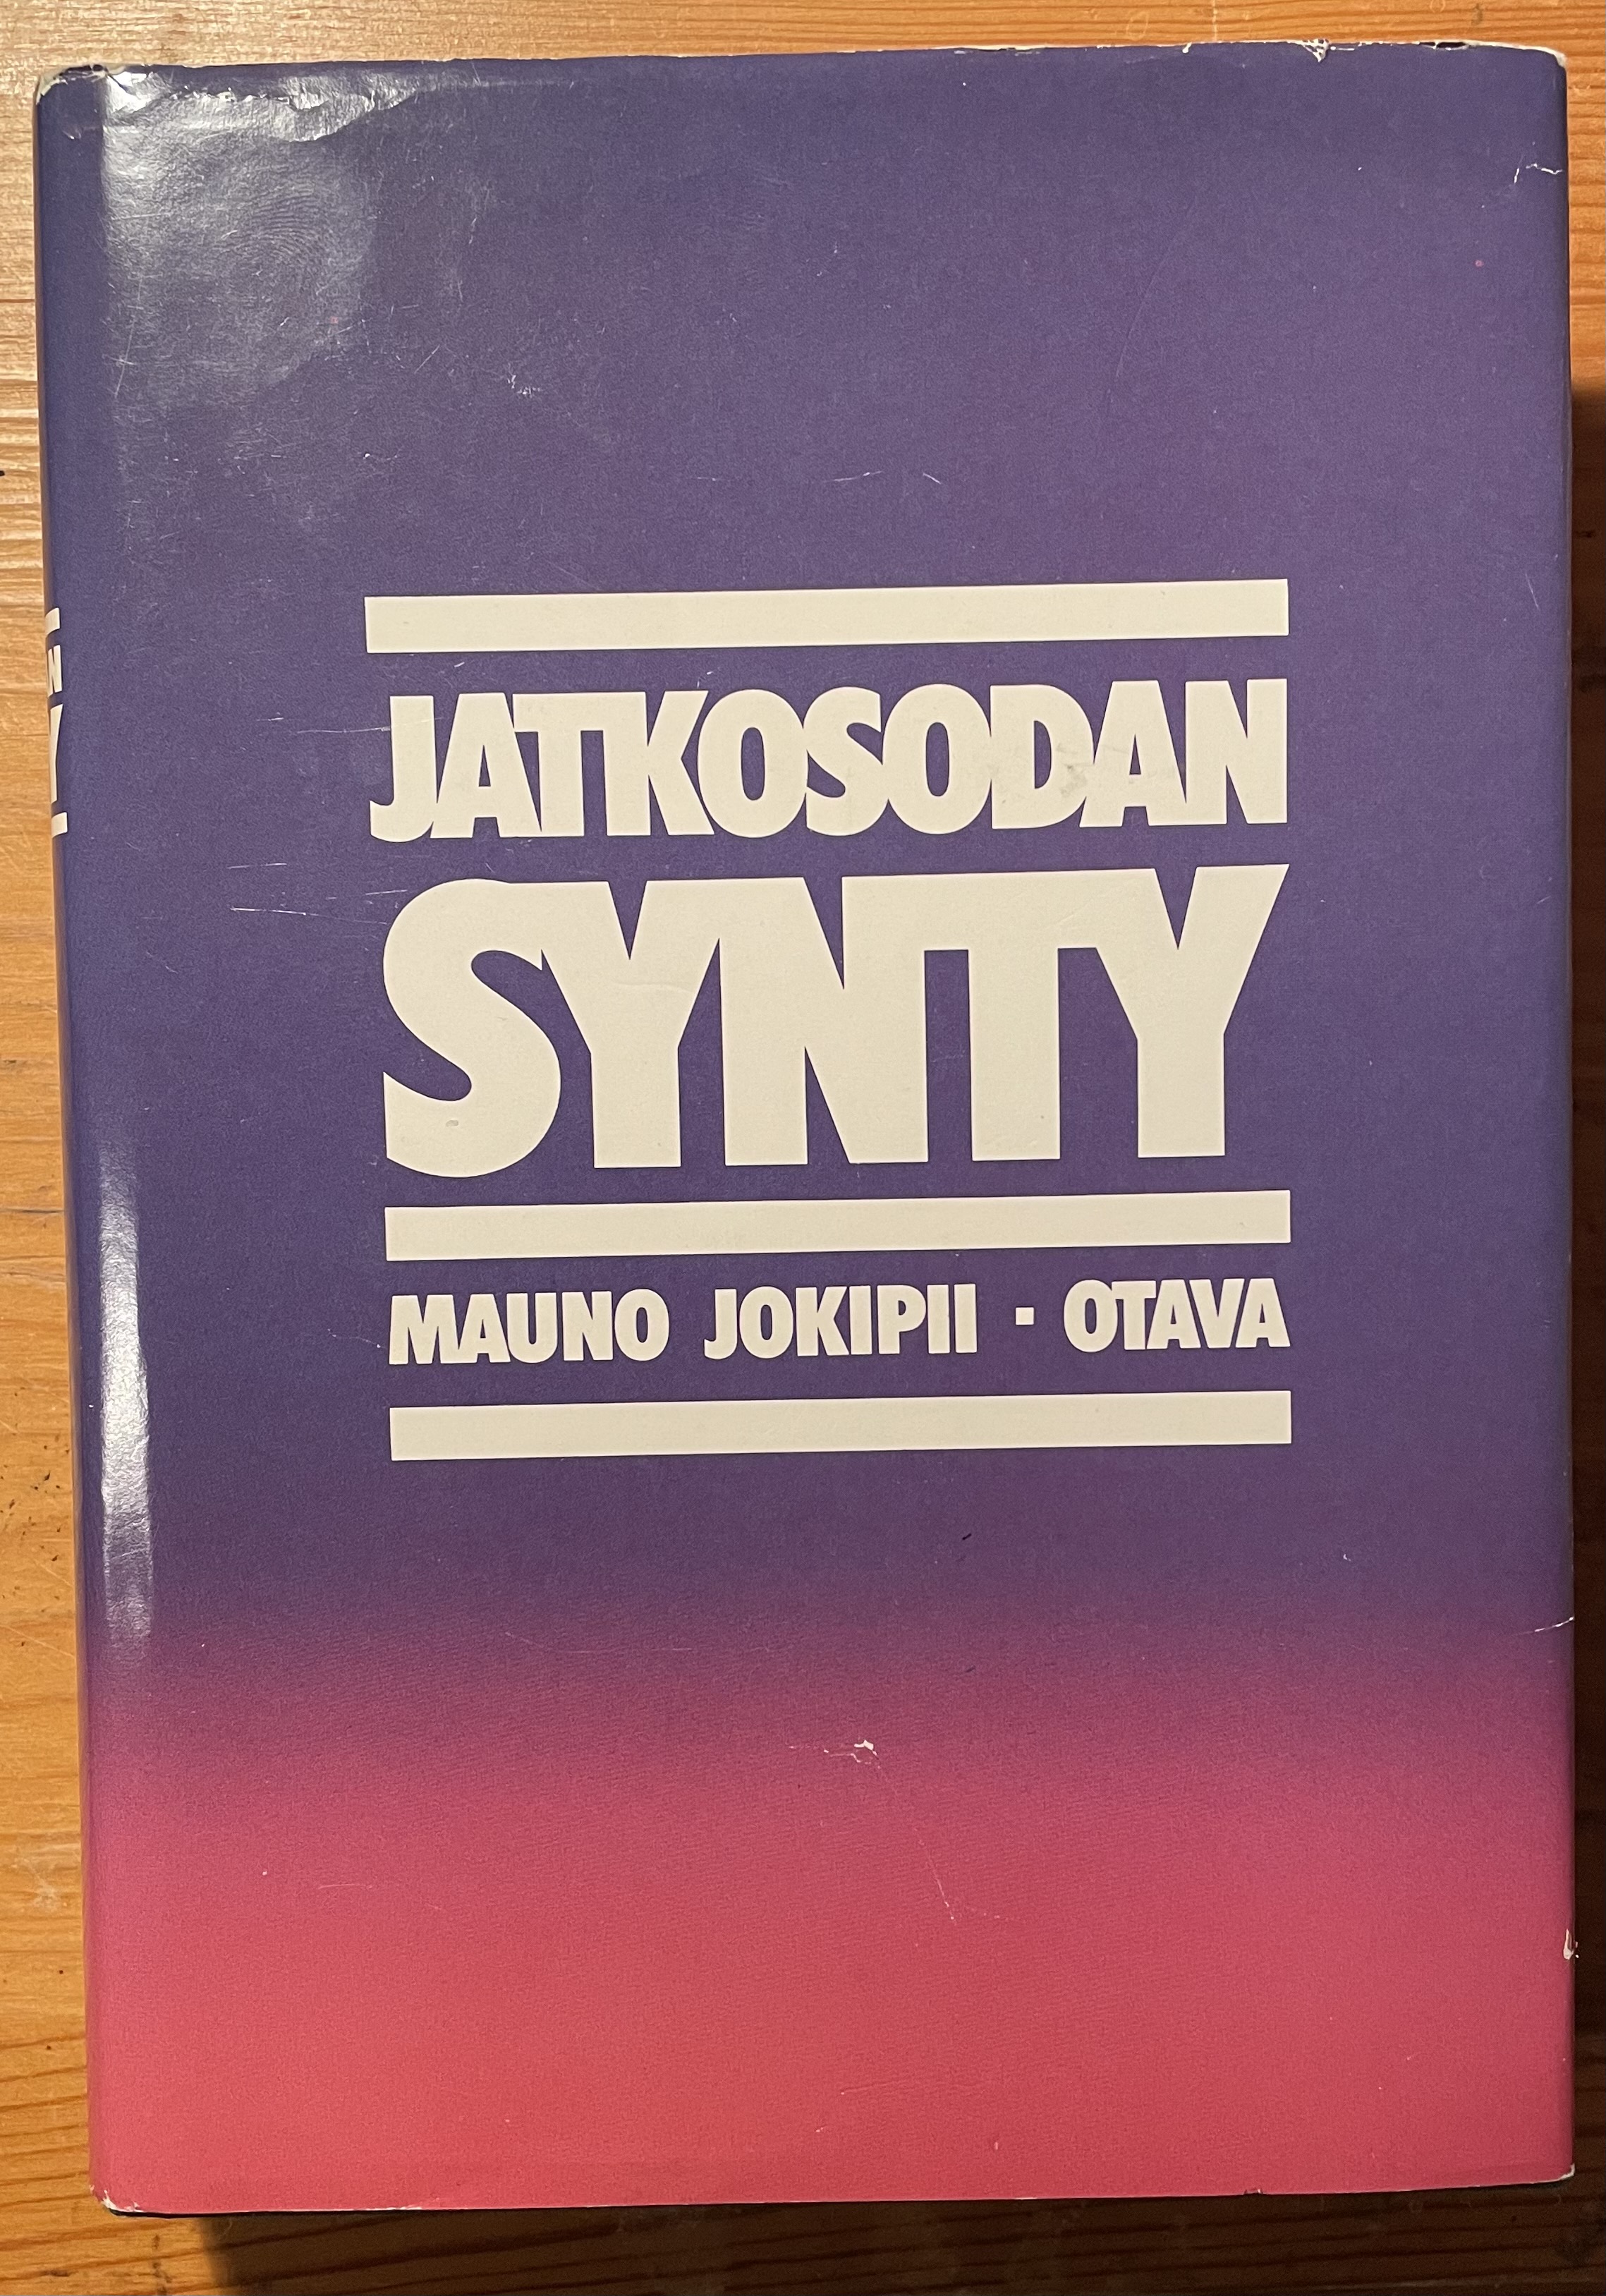 JATKOSODAN
SYNTY
MAUNO JOKIPII · OTAVA